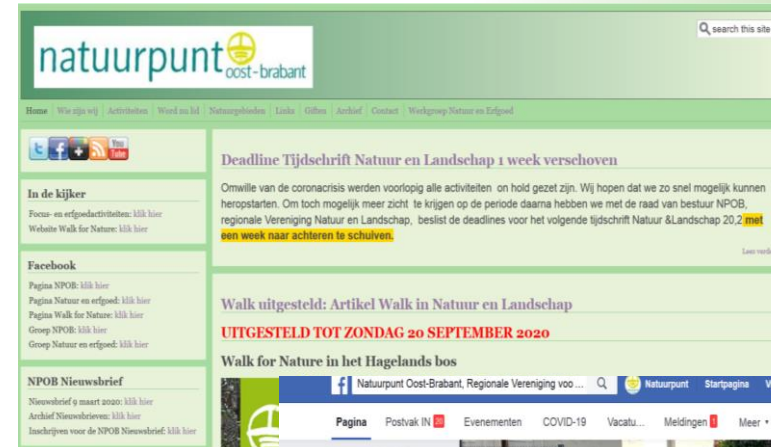 search this site
natuurpunt
oost-brabant
Home Wie zijn wij Activiteiten Word nu lid Natuurgebieden Links Giften Archief Contact Werkgroep Natuur en Erfgoed
You
Tube
Deadline Tijdschrift Natuur en Landschap 1 week verschoven
Omwille van de coronacrisis werden voorlopig alle activiteiten on hold gezet zijn. Wij hopen dat we zo snel mogelijk kunnen
heropstarten. Om toch mogelijk meer zicht te krijgen op de periode daarna hebben we met de raad van bestuur NPOB,
regionale Vereniging Natuur en Landschap, beslist de deadlines voor het volgende tijdschrift Natuur &Landschap 20,2 met
een week naar achteren te schuiven.
In de kijker
Focus- en erfgoedactiviteiten: klik hier
Website Walk for Nature: klik hier
Facebook
Pagina NPOB: klik hier
Pagina Natuur en erfgoed: klik hier
Pagina Walk for Nature: klik hier
Groep NPOB: klik hier
Groep Natuur en erfgoed: klik hier
NPOB Nieuwsbrief
Nieuwsbrief 9 maart 2020: klik hier
Archief Nieuwsbrieven: klik hier
Inschrijven voor de NPOB Nieuwsbrief: klik hier
Walk uitgesteld: Artikel Walk in Natuur en Landschap
UITGESTELD TOT ZONDAG 20 SEPTEMBER 2020
Walk for Nature in het Hagelands bos
Natuurpunt Oost-Brabant, Regionale Vereniging voo... Natuurpunt Startpagina
Pagina Postvak IN Evenementen COVID-19 Vacatu... Meldingen Meer